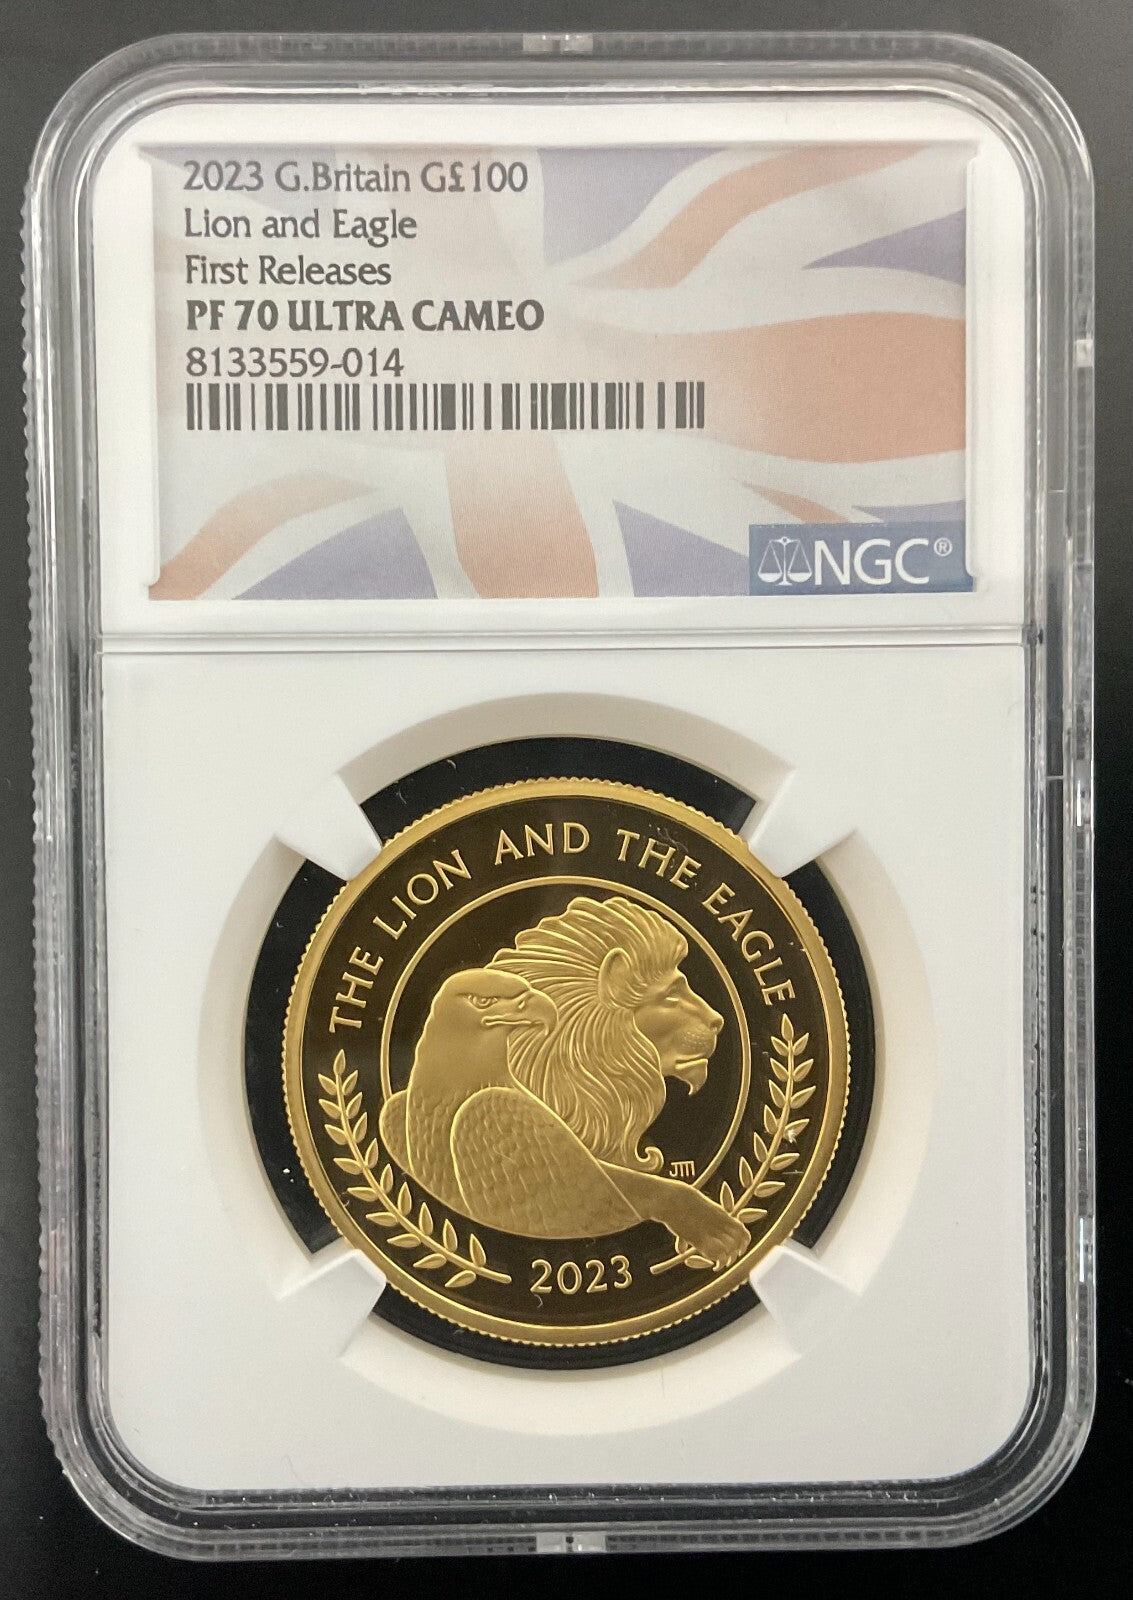 2023 G.Britain G£100
Lion and Eagle
First Releases
PF 70 ULTRA CAMEO
8133559-014
NGC®
THE LION AND THE EAGLE
JM
2023